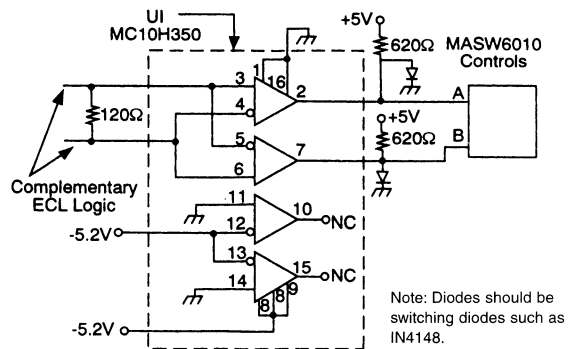 UI
MC10H350
+5V
620Ω
MASW6010
Controls
1
16
3
2
A
4
120Ω
+5V
620Ω
5
7
B
6
Complementary
ECL Logic
11
10
NC
12
-5.2V
13
15
NC
14
8
8
9
-5.2V
Note: Diodes should be
switching diodes such as
IN4148.